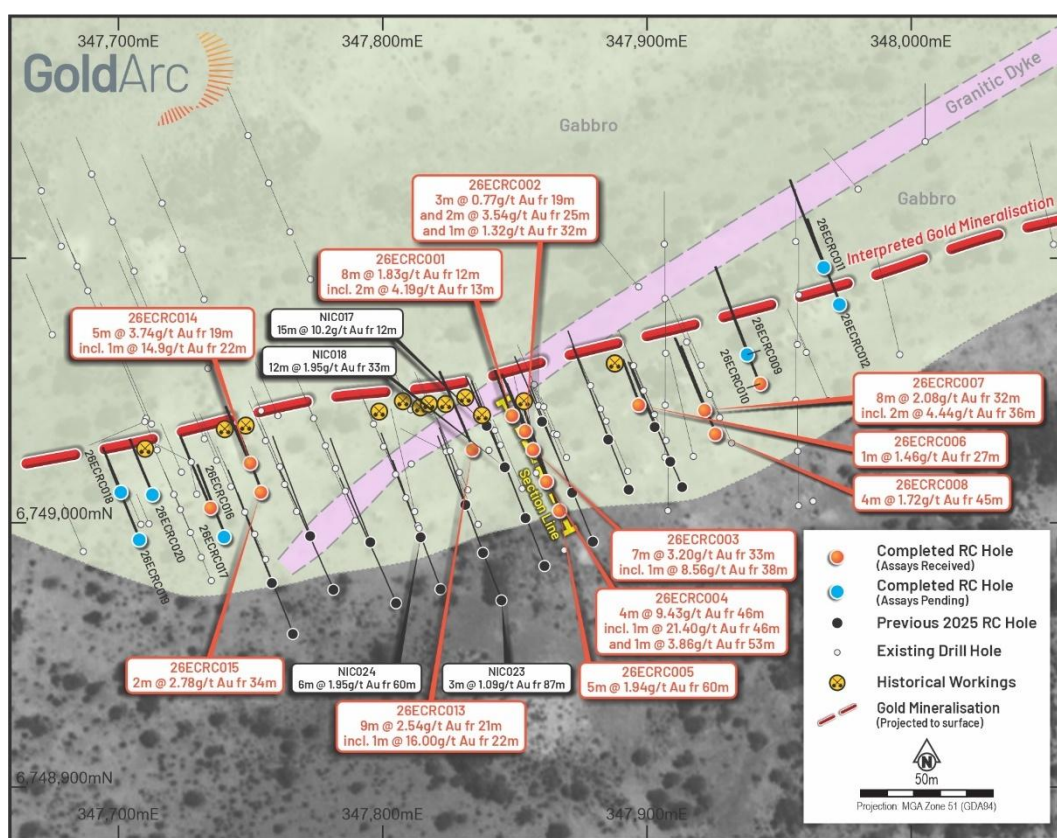 347,700mE
347,800mE
347,900mE
348,000mE
GoldArc
Gabbro
Granitic Dyke
Gabbro
Interpreted Gold Mineralisation
26ECRC002
3m @ 0.77g/t Au fr 19m
and 2m @ 3.54g/t Au fr 25m
and 1m @ 1.32g/t Au fr 32m
26ECRC001
8m @ 1.83g/t Au fr 12m
incl. 2m @ 4.19g/t Au fr 13m
26ECRC011
26ECRC012
26ECRC014
5m @ 3.74g/t Au fr 19m
incl. 1m @ 14.9g/t Au fr 22m
NIC017
15m @ 10.2g/t Au fr 12m
NIC018
12m @ 1.95g/t Au fr 33m
26ECRC009
26ECRC010
26ECRC007
8m @ 2.08g/t Au fr 32m
incl. 2m @ 4.44g/t Au fr 36m
26ECRC006
1m @ 1.46g/t Au fr 27m
26ECRC008
4m @ 1.72g/t Au fr 45m
26ECRC018
26ECRC019
26ECRC020
26ECRC016
26ECRC017
Section Line
6,749,000mN
26ECRC003
7m @ 3.20g/t Au fr 33m
incl. 1m @ 8.56g/t Au fr 38m
26ECRC004
4m @ 9.43g/t Au fr 46m
incl. 1m @ 21.40g/t Au fr 46m
and 1m @ 3.86g/t Au fr 53m
26ECRC005
5m @ 1.94g/t Au fr 60m
26ECRC015
2m @ 2.78g/t Au fr 34m
NIC024
6m @ 1.95g/t Au fr 60m
NIC023
3m @ 1.09g/t Au fr 87m
26ECRC013
9m @ 2.54g/t Au fr 21m
incl. 1m @ 16.00g/t Au fr 22m
6,748,900mN
347,700mE
347,800mE
347,900mE
Completed RC Hole
(Assays Received)
Completed RC Hole
(Assays Pending)
Previous 2025 RC Hole
Existing Drill Hole
Historical Workings
Gold Mineralisation
(Projected to surface)
N
50m
Projection MGA Zone 51 (GDA94)